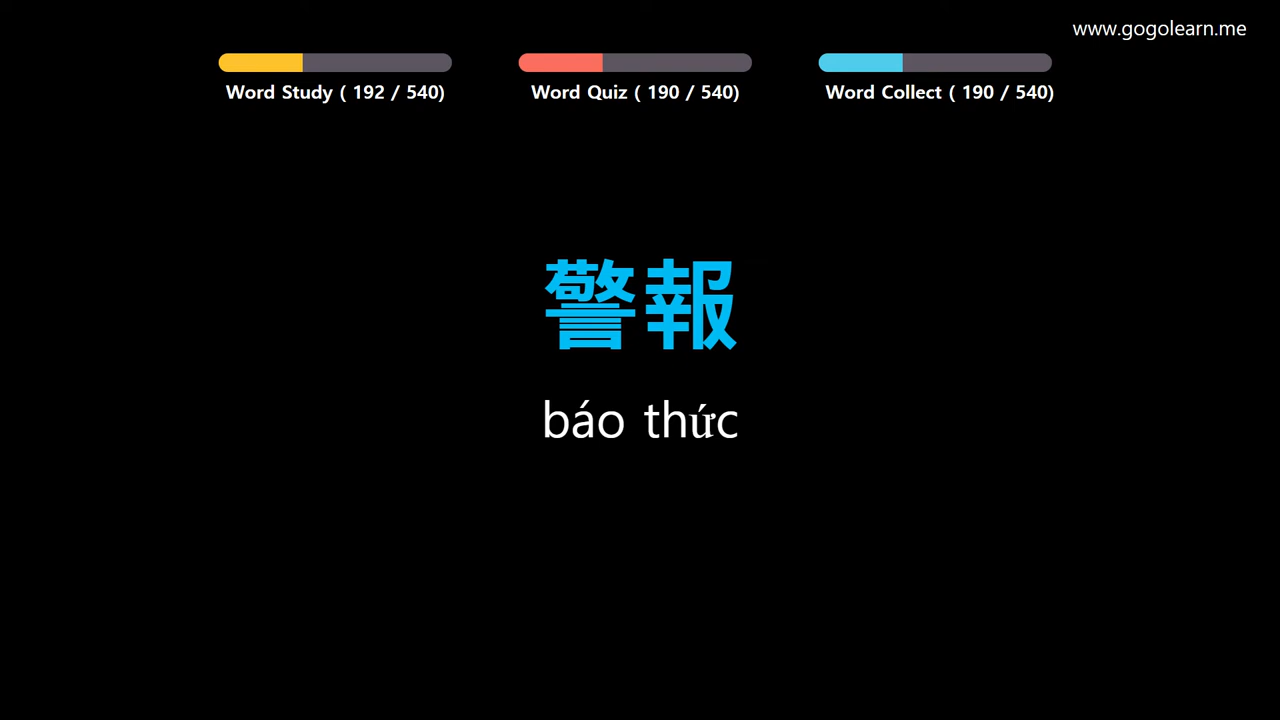 www.gogolearn.me
Word Study ( 192 / 540)
Word Quiz ( 190 / 540)
Word Collect ( 190 / 540)
警報
báo thức